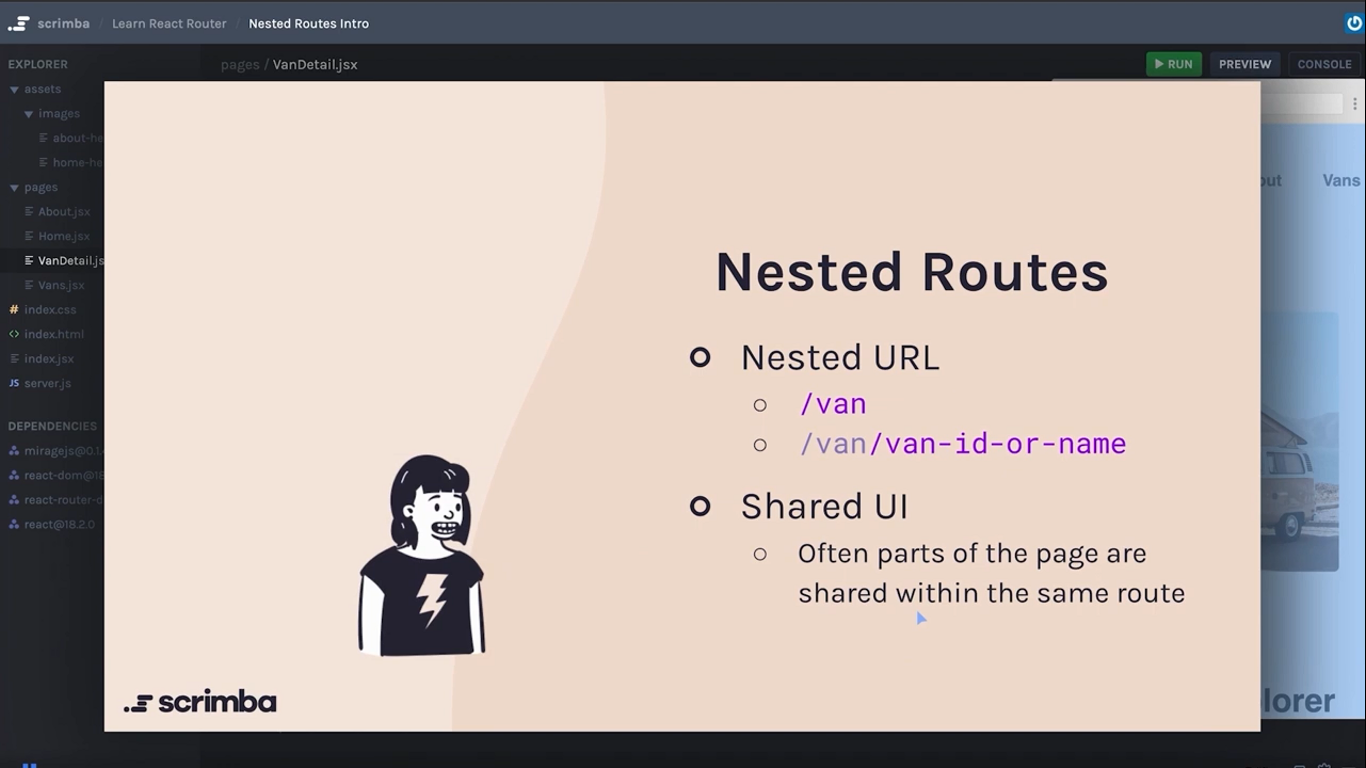 scrimba / Learn React Router / Nested Routes Intro
EXPLORER
assets
images
about-he
home-he
pages
About.jsx
Home.jsx
VanDetail.js
Vans.jsx
# index.css
<> index.html
index.jsx
JS server.js
DEPENDENCIES
miragejs@0.1.
react-dom@18
react-router-d
react@18.2.0
pages / VanDetail.jsx
RUN
PREVIEW
CONSOLE
out
Vans
Nested Routes
Nested URL
/van
/van/van-id-or-name
Shared UI
Often parts of the page are
shared within the same route
scrimba
plorer